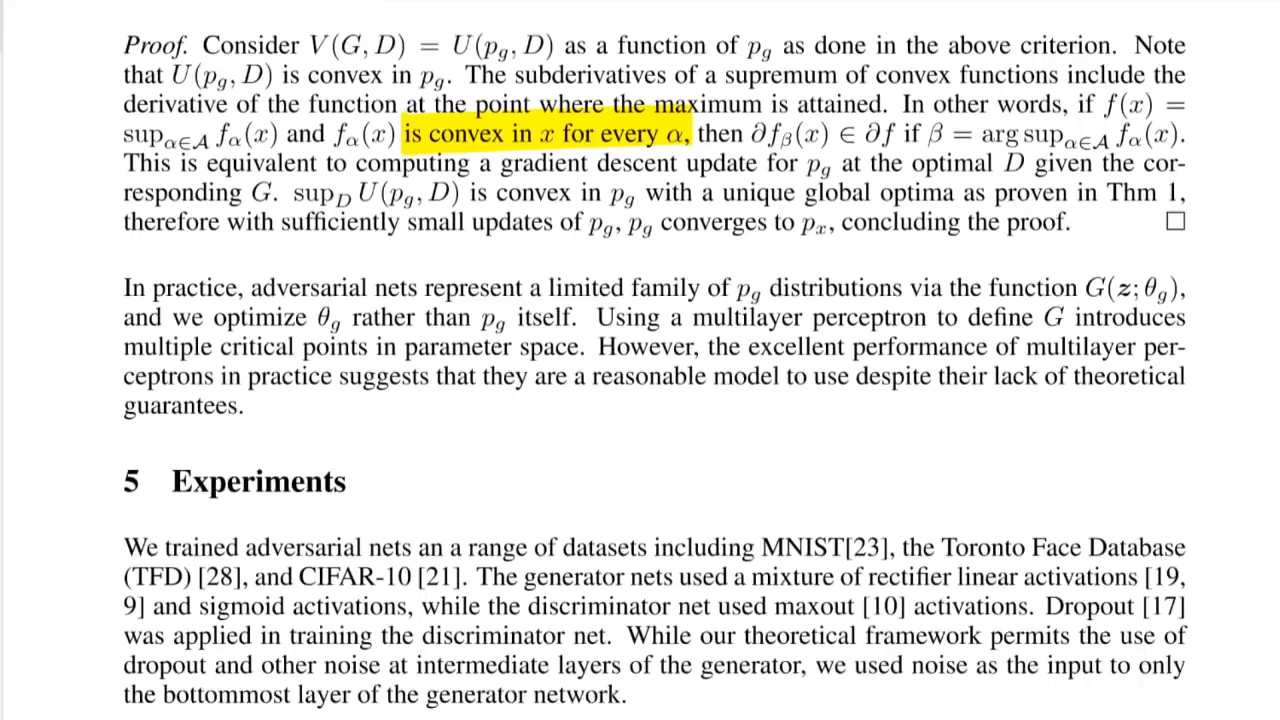 Proof. Consider V(G, D) = U(p_g, D) as a function of p_g as done in the above criterion. Note
that U(p_g, D) is convex in p_g. The subderivatives of a supremum of convex functions include the
derivative of the function at the point where the maximum is attained. In other words, if f(x) =
sup_{α∈𝒜} f_α(x) and f_α(x) is convex in x for every α, then ∂f_β(x) ∈ ∂f if β = arg sup_{α∈𝒜} f_α(x).
This is equivalent to computing a gradient descent update for p_g at the optimal D given the cor-
responding G. sup_D U(p_g, D) is convex in p_g with a unique global optima as proven in Thm 1,
therefore with sufficiently small updates of p_g, p_g converges to p_x, concluding the proof. □
In practice, adversarial nets represent a limited family of p_g distributions via the function G(z; θ_g),
and we optimize θ_g rather than p_g itself. Using a multilayer perceptron to define G introduces
multiple critical points in parameter space. However, the excellent performance of multilayer per-
ceptrons in practice suggests that they are a reasonable model to use despite their lack of theoretical
guarantees.
5 Experiments
We trained adversarial nets an a range of datasets including MNIST[23], the Toronto Face Database
(TFD) [28], and CIFAR-10 [21]. The generator nets used a mixture of rectifier linear activations [19,
9] and sigmoid activations, while the discriminator net used maxout [10] activations. Dropout [17]
was applied in training the discriminator net. While our theoretical framework permits the use of
dropout and other noise at intermediate layers of the generator, we used noise as the input to only
the bottommost layer of the generator network.